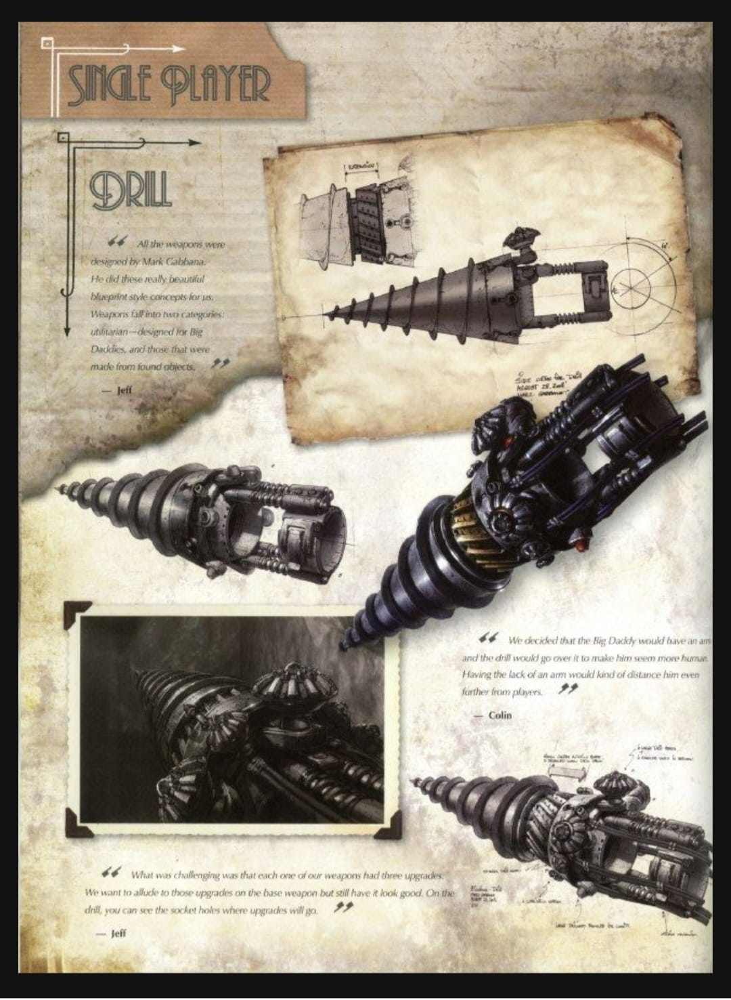 SINGLE PLAYER
DRILL
“ All the weapons were
designed by Mark Gabbana.
He did these really beautiful
blueprint style concepts for us.
Weapons fall into two categories:
utilitarian—designed for Big
Daddies, and those that were
made from found objects. ”
— Jeff
EXTENSION
SIDE ORTHO FOR "DRILL"
AUGUST 28,
MARK GABBANA
“ We decided that the Big Daddy would have an arm
and the drill would go over it to make him seem more human.
Having the lack of an arm would kind of distance him even
further from players. ”
— Colin
“ What was challenging was that each one of our weapons had three upgrades.
We want to allude to those upgrades on the base weapon but still have it look good. On the
drill, you can see the socket holes where upgrades will go. ”
— Jeff